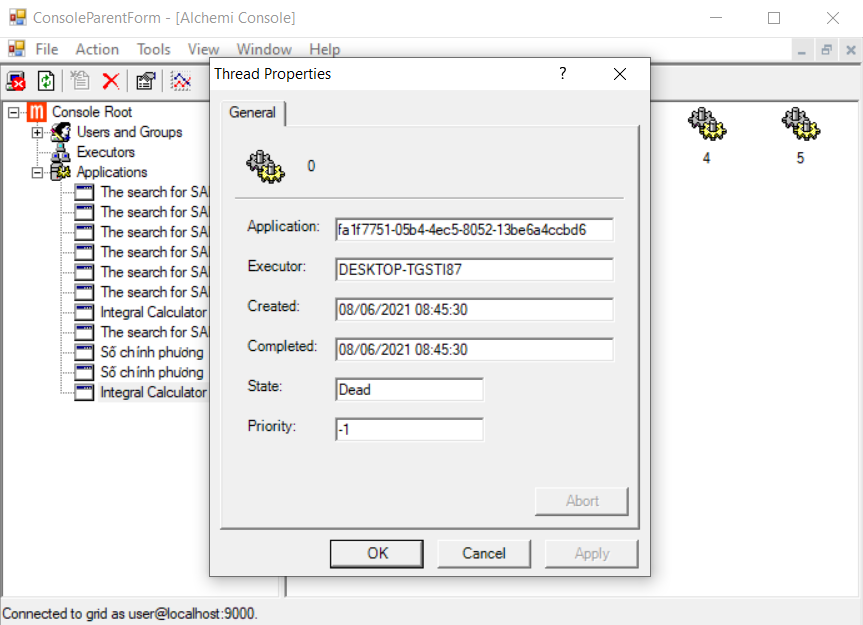 ConsoleParentForm - [Alchemi Console]
File Action Tools View Window Help
Thread Properties
?
General
0
Application: fa1f7751-05b4-4ec5-8052-13be6a4ccbd6
Executor: DESKTOP-TGSTI87
Created: 08/06/2021 08:45:30
Completed: 08/06/2021 08:45:30
State: Dead
Priority: -1
Abort
OK Cancel Apply
Console Root
Users and Groups
Executors
Applications
The search for SA
The search for SA
The search for SA
The search for SA
The search for SA
The search for SA
Integral Calculator
The search for SA
Số chính phương
Số chính phương
Integral Calculator
4 5
Connected to grid as user@localhost:9000.